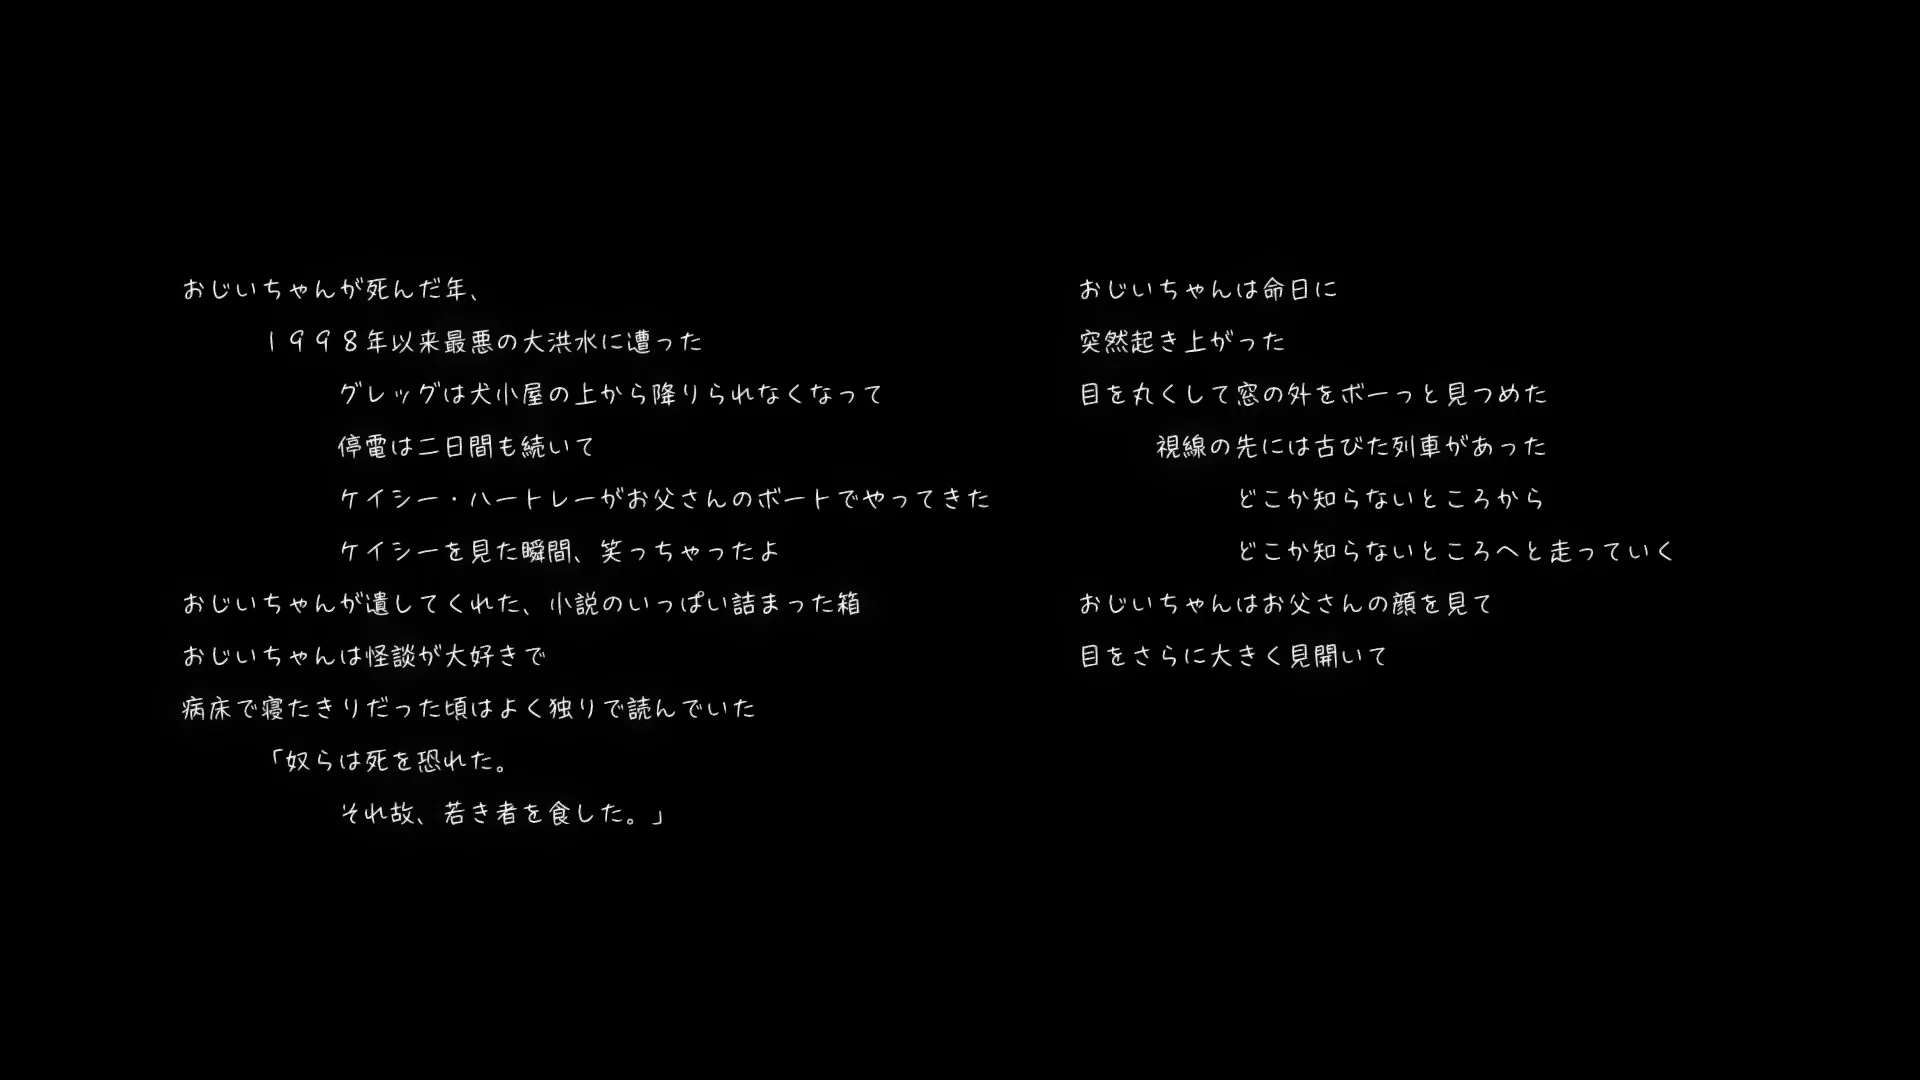 おじいちゃんが死んだ年、
１９９８年以来最悪の大洪水に遭った
グレッグは犬小屋の上から降りられなくなって
停電は二日間も続いて
ケイシー・ハートレーがお父さんのボートでやってきた
ケイシーを見た瞬間、笑っちゃったよ
おじいちゃんが遺してくれた、小説のいっぱい詰まった箱
おじいちゃんは怪談が大好きで
病床で寝たきりだった頃はよく独りで読んでいた
「奴らは死を恐れた。
それ故、若き者を食した。」
おじいちゃんは命日に
突然起き上がった
目を丸くして窓の外をボーっと見つめた
視線の先には古びた列車があった
どこか知らないところから
どこか知らないところへと走っていく
おじいちゃんはお父さんの顔を見て
目をさらに大きく見開いて